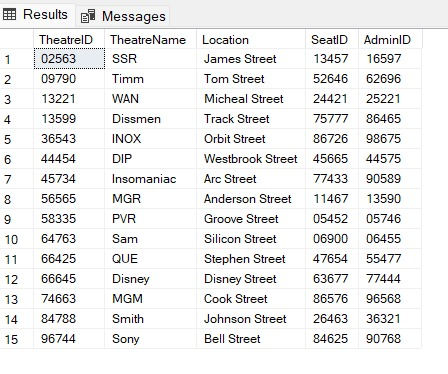 Results Messages
TheatreID TheatreName Location SeatID AdminID
1 02563 SSR James Street 13457 16597
2 09790 Timm Tom Street 52646 62696
3 13221 WAN Micheal Street 24421 25221
4 13599 Dissmen Track Street 75777 86465
5 36543 INOX Orbit Street 86726 98675
6 44454 DIP Westbrook Street 45665 44575
7 45734 Insomaniac Arc Street 77433 90589
8 56565 MGR Anderson Street 11467 13590
9 58335 PVR Groove Street 05452 05746
10 64763 Sam Silicon Street 06900 06455
11 66425 QUE Stephen Street 47654 55477
12 66645 Disney Disney Street 63677 77444
13 74663 MGM Cook Street 86576 96568
14 84788 Smith Johnson Street 26463 36321
15 96744 Sony Bell Street 84625 90768